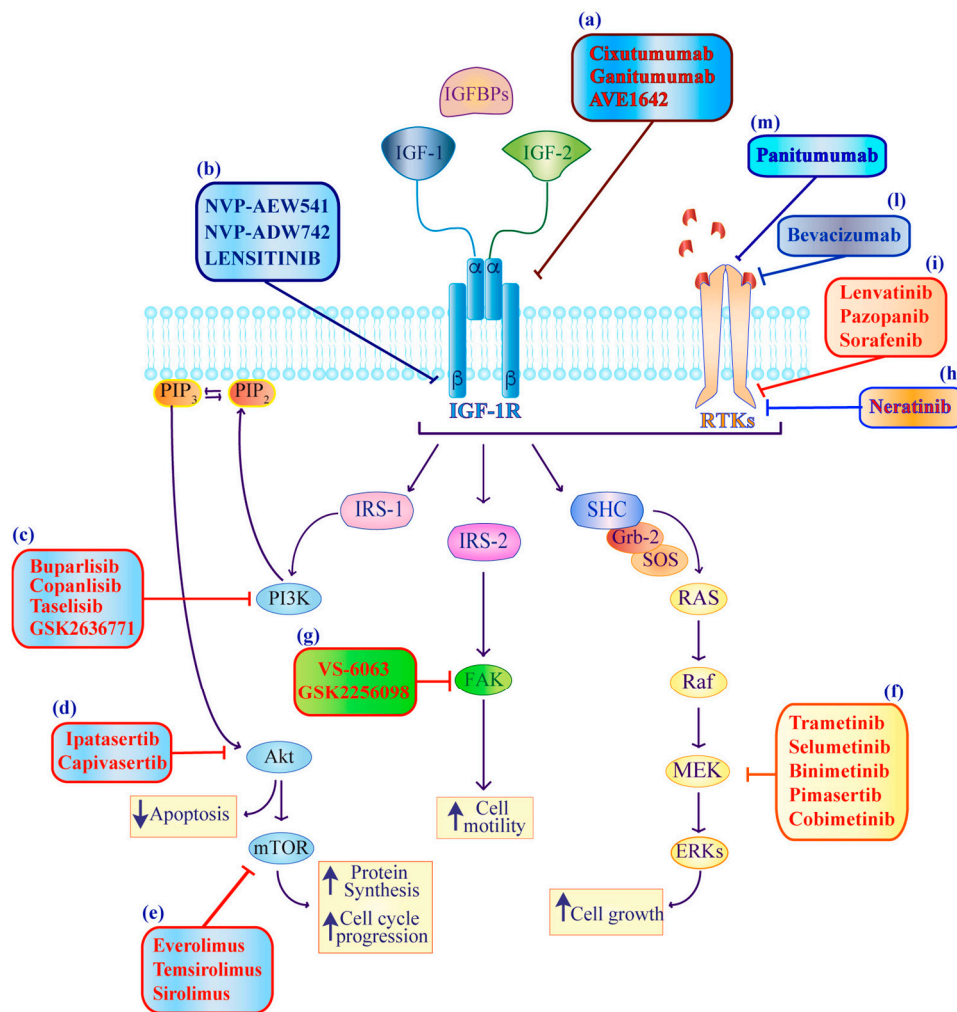 (a)
Cixutumumab
Ganitumumab
AVE1642
IGFBPs
IGF-1
IGF-2
(m)
Panitumumab
(b)
NVP-AEW541
NVP-ADW742
LENSITINIB
(l)
Bevacizumab
α
α
(i)
Lenvatinib
Pazopanib
Sorafenib
β
β
PIP3
PIP2
IGF-1R
RTKs
(h)
Neratinib
IRS-1
IRS-2
SHC
Grb-2
SOS
(c)
Buparlisib
Copanlisib
Taselisib
GSK2636771
PI3K
RAS
(g)
VS-6063
GSK2256098
FAK
Raf
(d)
Ipatasertib
Capivasertib
Akt
MEK
(f)
Trametinib
Selumetinib
Binimetinib
Pimasertib
Cobimetinib
Apoptosis
Cell
motility
mTOR
ERKs
Protein
Synthesis
Cell cycle
progression
Cell growth
(e)
Everolimus
Temsirolimus
Sirolimus